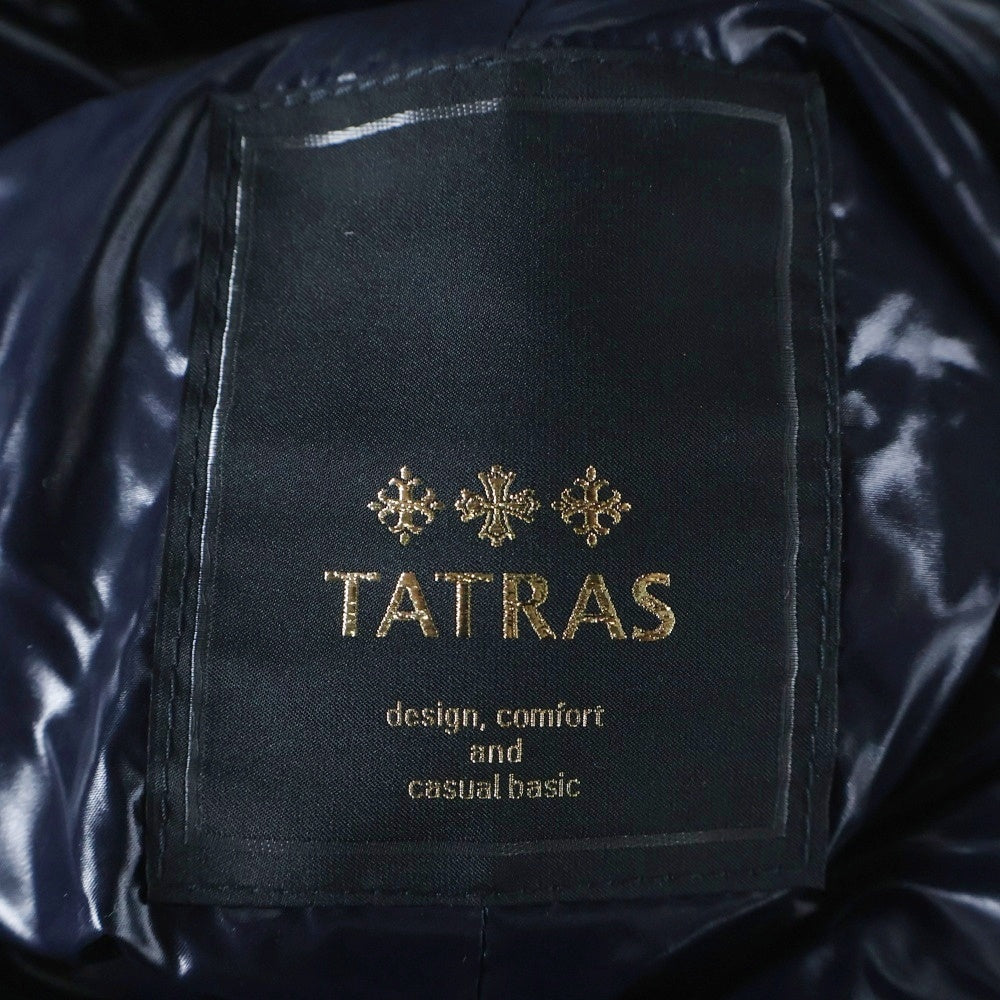 TATRAS
design, comfort
and
casual basic